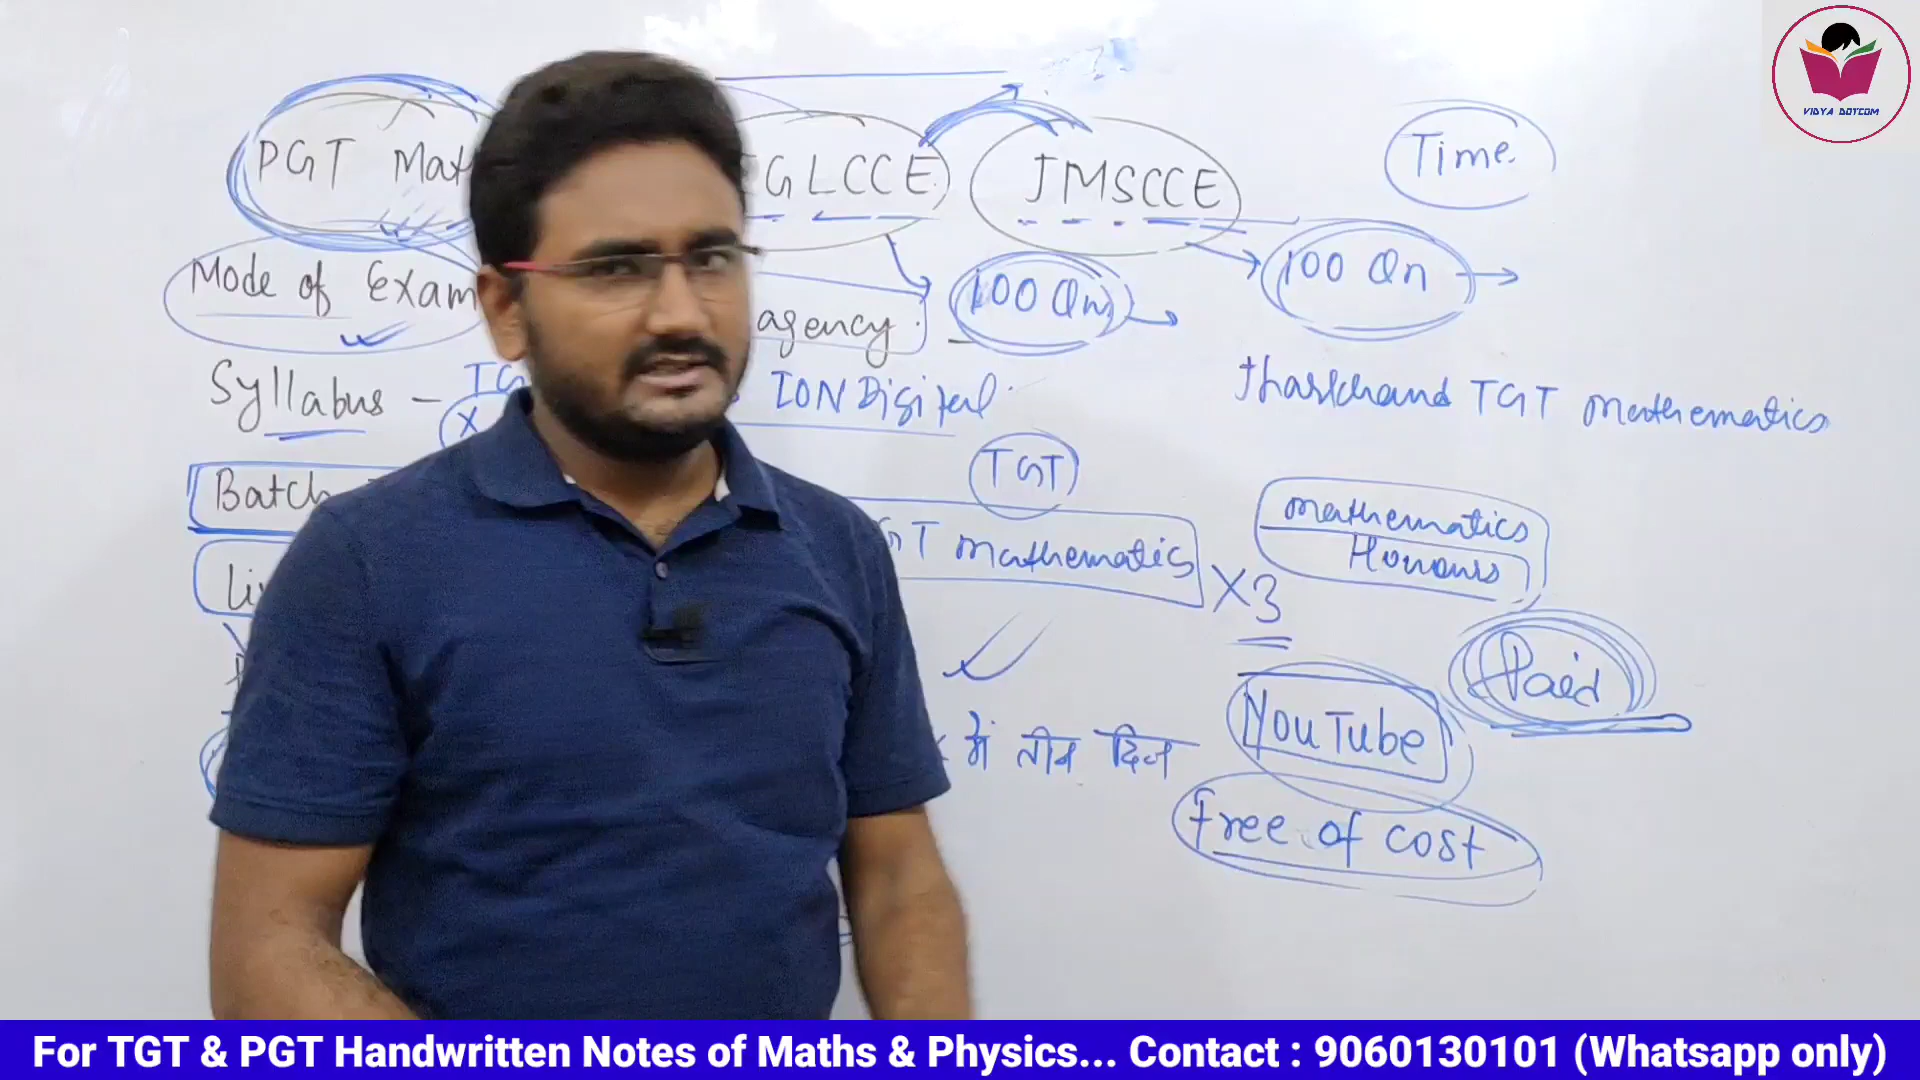 VIDYA DOTCOM
PGT Mat
GLCCE
JMSCCE
Time.
Mode of Exam
agency.
100 Qn
100 Qn
Syllabus -
ION Digital
Jharkhand TGT Mathematics
Batch
TGT
GT Mathematics
X3
Mathematics
Honours
Paid
में तीन दिन
YouTube
free of cost
For TGT & PGT Handwritten Notes of Maths & Physics... Contact : 9060130101 (Whatsapp only)